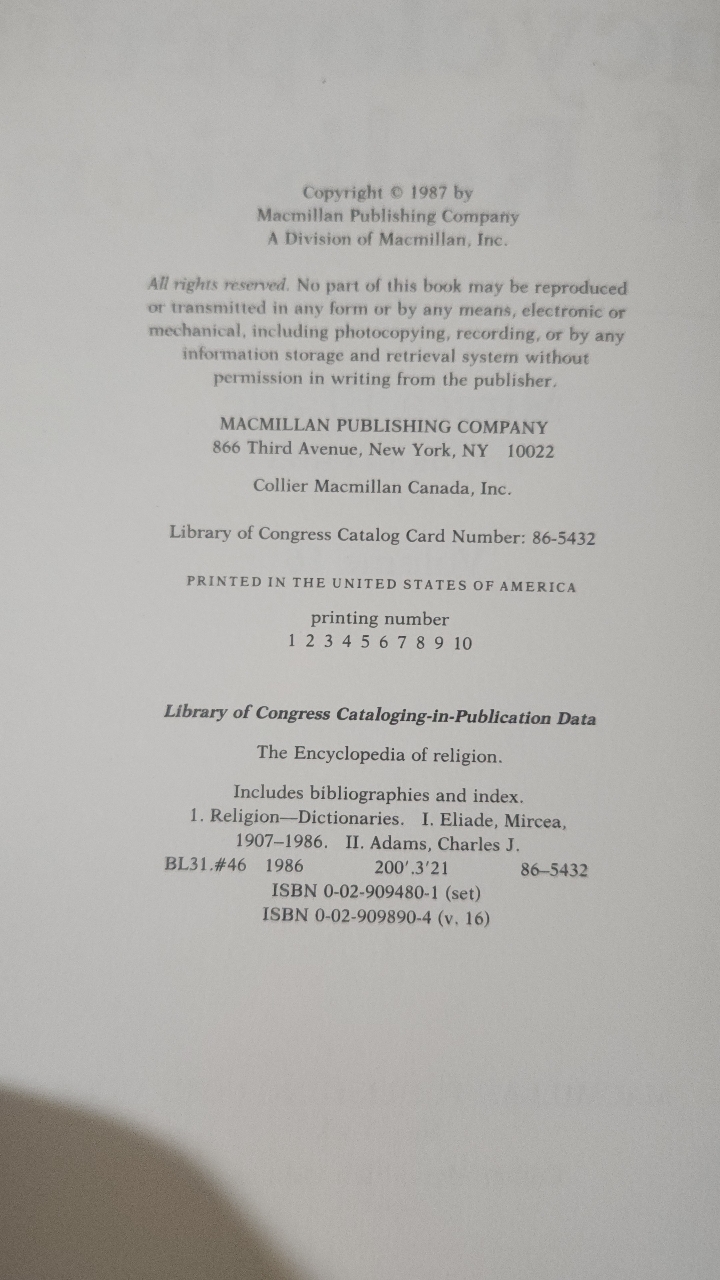 Copyright © 1987 by
Macmillan Publishing Company
A Division of Macmillan, Inc.
All rights reserved. No part of this book may be reproduced
or transmitted in any form or by any means, electronic or
mechanical, including photocopying, recording, or by any
information storage and retrieval system without
permission in writing from the publisher.
MACMILLAN PUBLISHING COMPANY
866 Third Avenue, New York, NY 10022
Collier Macmillan Canada, Inc.
Library of Congress Catalog Card Number: 86-5432
PRINTED IN THE UNITED STATES OF AMERICA
printing number
1 2 3 4 5 6 7 8 9 10
Library of Congress Cataloging-in-Publication Data
The Encyclopedia of religion.
Includes bibliographies and index.
1. Religion—Dictionaries. I. Eliade, Mircea,
1907–1986. II. Adams, Charles J.
BL31.#46 1986 200′.3′21 86–5432
ISBN 0-02-909480-1 (set)
ISBN 0-02-909890-4 (v. 16)